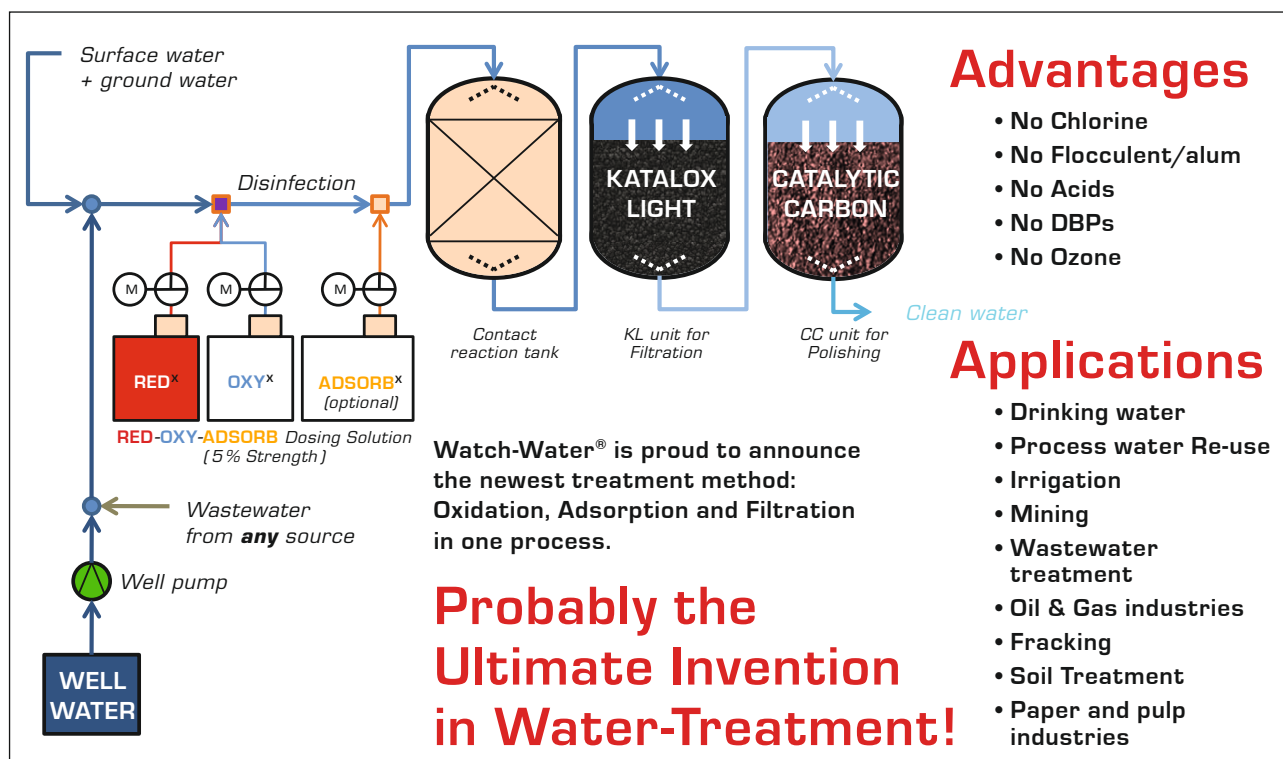 Surface water
+ ground water
Disinfection
M
M
M
REDˣ
OXYˣ
ADSORBˣ
(optional)
RED-OXY-ADSORB Dosing Solution
(5% Strength)
Wastewater
from any source
Well pump
WELL
WATER
Contact
reaction tank
KATALOX
LIGHT
KL unit for
Filtration
CATALYTIC
CARBON
CC unit for
Polishing
Clean water
Watch-Water® is proud to announce
the newest treatment method:
Oxidation, Adsorption and Filtration
in one process.
Probably the
Ultimate Invention
in Water-Treatment!
Advantages
• No Chlorine
• No Flocculent/alum
• No Acids
• No DBPs
• No Ozone
Applications
• Drinking water
• Process water Re-use
• Irrigation
• Mining
• Wastewater
treatment
• Oil & Gas industries
• Fracking
• Soil Treatment
• Paper and pulp
industries